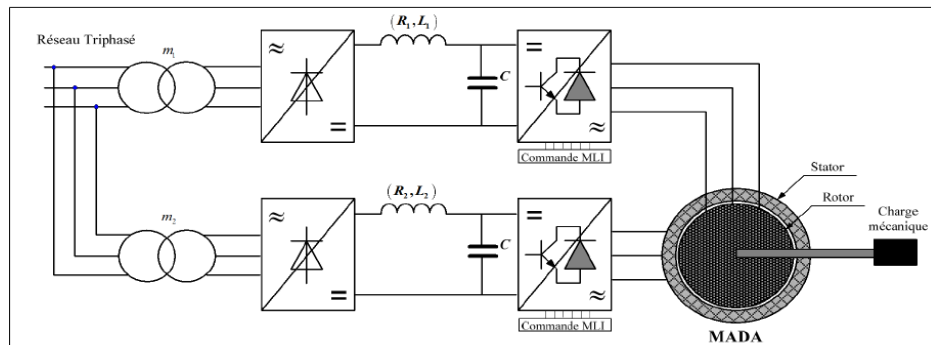 Réseau Triphasé
m₁
≈
=
(R₁, L₁)
C
=
≈
Commande MLI
m₂
≈
=
(R₂, L₂)
C
=
≈
Commande MLI
Stator
Rotor
Charge
mécanique
MADA